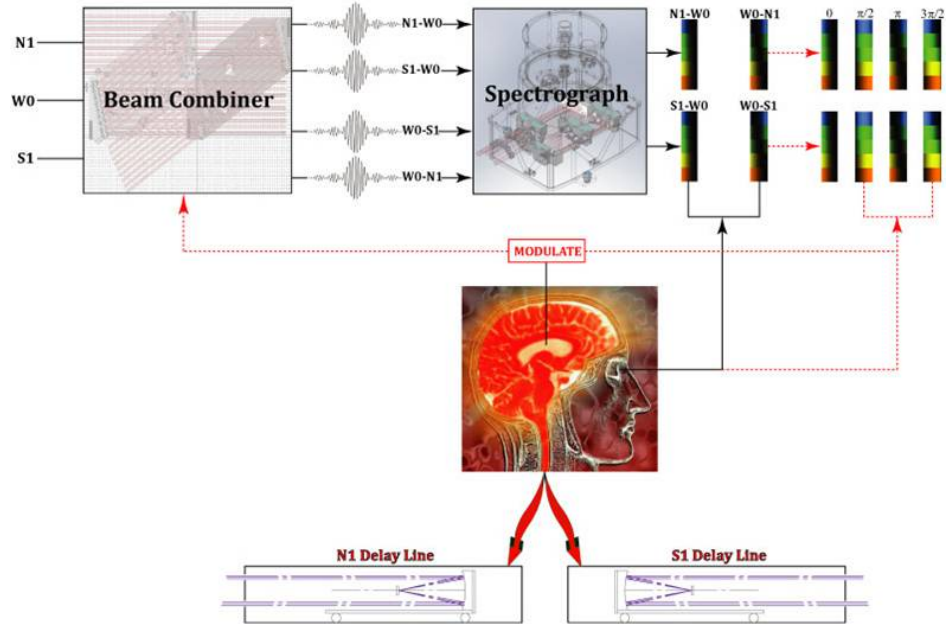 N1
W0
S1
Beam Combiner
N1-W0
S1-W0
W0-S1
W0-N1
Spectrograph
N1-W0
W0-N1
0
π/2
π
3π/2
S1-W0
W0-S1
MODULATE
N1 Delay Line
S1 Delay Line